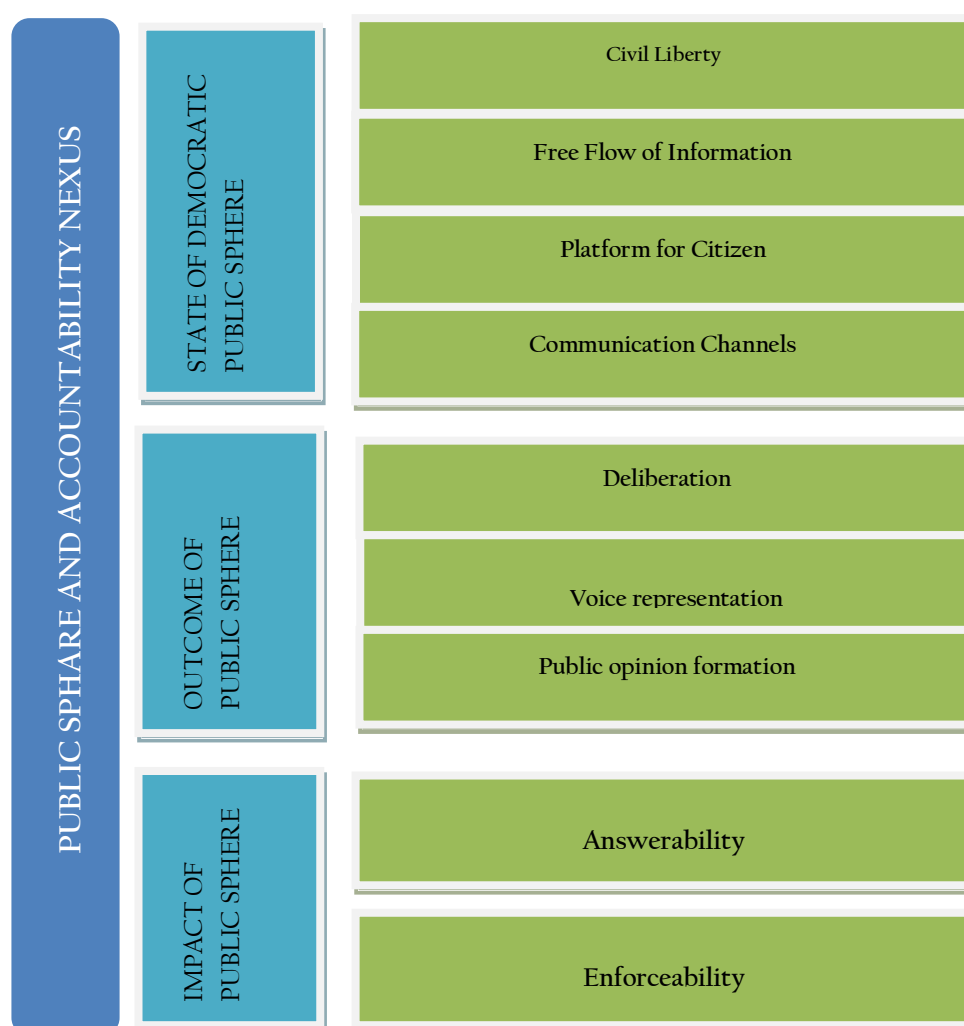 PUBLIC SPHARE AND ACCOUNTABILITY NEXUS
STATE OF DEMOCRATIC
PUBLIC SPHERE
Civil Liberty
Free Flow of Information
Platform for Citizen
Communication Channels
OUTCOME OF
PUBLIC SPHERE
Deliberation
Voice representation
Public opinion formation
IMPACT OF
PUBLIC SPHERE
Answerability
Enforceability